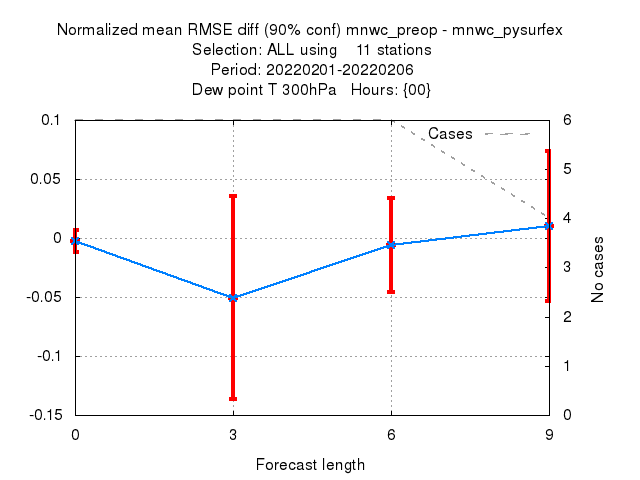 Normalized mean RMSE diff (90% conf) mnwc_preop - mnwc_pysurfex
Selection: ALL using    11 stations
Period: 20220201-20220206
Dew point T 300hPa   Hours: {00}
Cases
0.1
0.05
0
-0.05
-0.1
-0.15
6
5
4
3
2
1
0
No cases
0 3 6 9
Forecast length